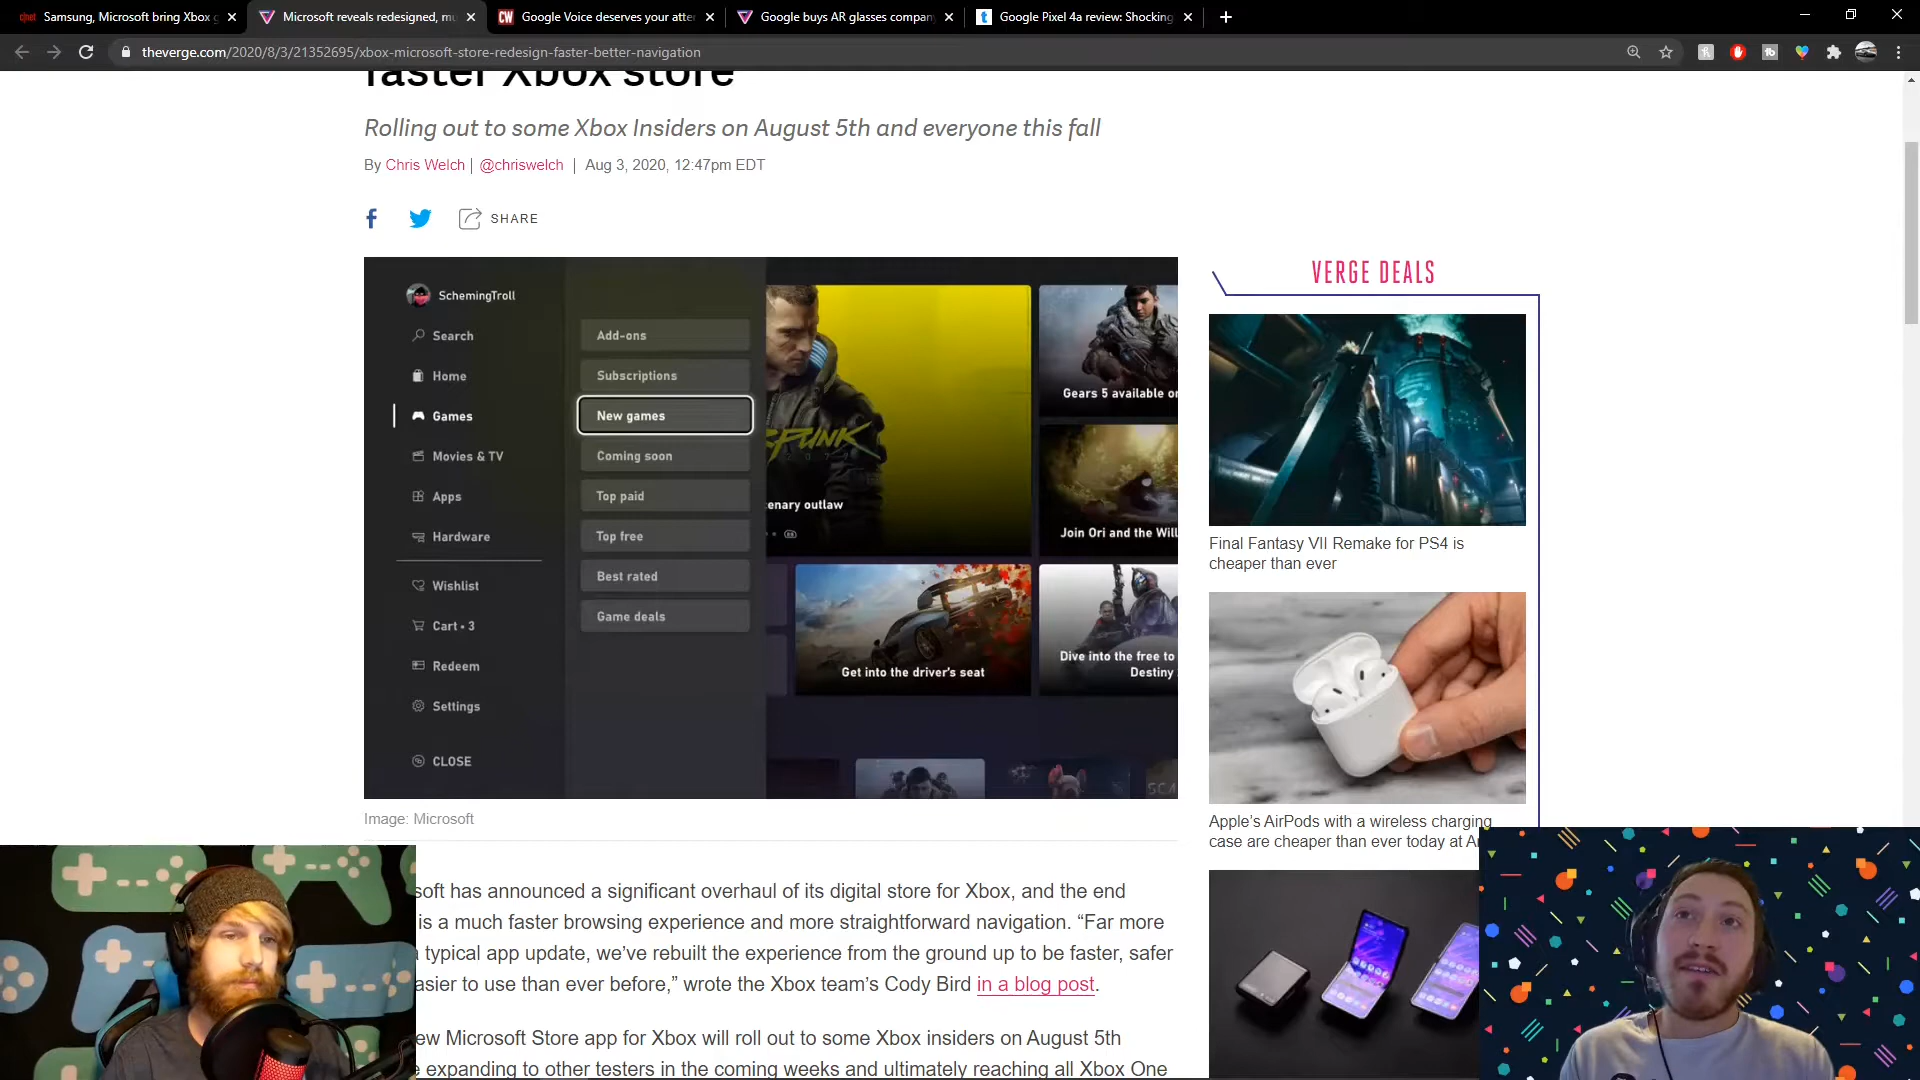 cnet Samsung, Microsoft bring Xbox g
Microsoft reveals redesigned, mu
CW Google Voice deserves your atte
Google buys AR glasses company
t Google Pixel 4a review: Shocking
theverge.com/2020/8/3/21352695/xbox-microsoft-store-redesign-faster-better-navigation
faster Xbox store
Rolling out to some Xbox Insiders on August 5th and everyone this fall
By Chris Welch | @chriswelch | Aug 3, 2020, 12:47pm EDT
SHARE
SchemingTroll
Search
Home
Games
Movies & TV
Apps
Hardware
Wishlist
Cart • 3
Redeem
Settings
CLOSE
Add-ons
Subscriptions
New games
Coming soon
Top paid
Top free
Best rated
Game deals
RPUNK
2077
enary outlaw
Gears 5 available o
Join Ori and the Will
Get into the driver's seat
Dive into the free to
Destiny
SCA
Image: Microsoft
VERGE DEALS
Final Fantasy VII Remake for PS4 is
cheaper than ever
Apple's AirPods with a wireless charging
case are cheaper than ever today at A
soft has announced a significant overhaul of its digital store for Xbox, and the end
is a much faster browsing experience and more straightforward navigation. “Far more
typical app update, we've rebuilt the experience from the ground up to be faster, safer
asier to use than ever before,” wrote the Xbox team's Cody Bird in a blog post.
ew Microsoft Store app for Xbox will roll out to some Xbox insiders on August 5th
expanding to other testers in the coming weeks and ultimately reaching all Xbox One